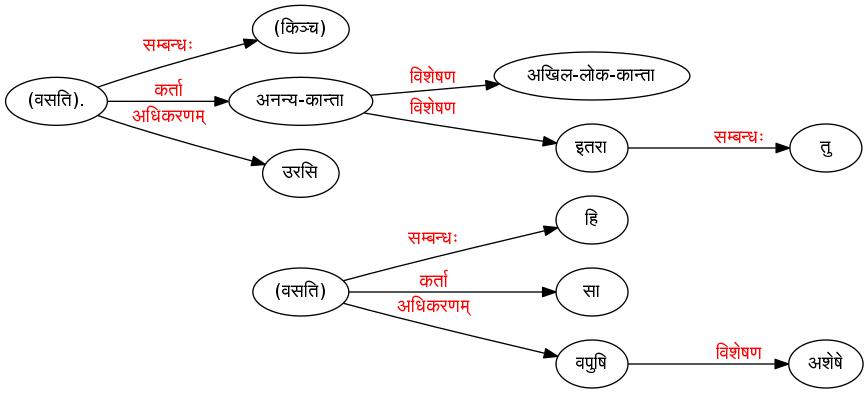 (किञ्च)
सम्बन्धः
अखिल-लोक-कान्ता
विशेषण
(वसति).
कर्ता
अनन्य-कान्ता
विशेषण
अधिकरणम्
सम्बन्धः
इतरा
तु
उरसि
हि
सम्बन्धः
कर्ता
(वसति)
सा
अधिकरणम्
विशेषण
वपुषि
अशेषे